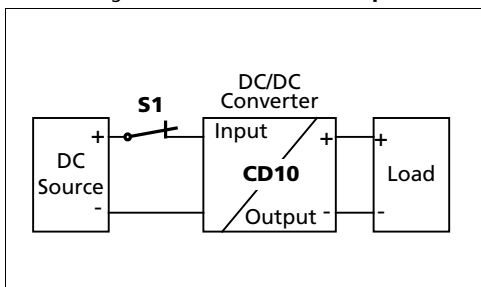 S1
DC/DC
Converter
+
Input
+
+
DC
Source
CD10
Load
-
Output
-
-